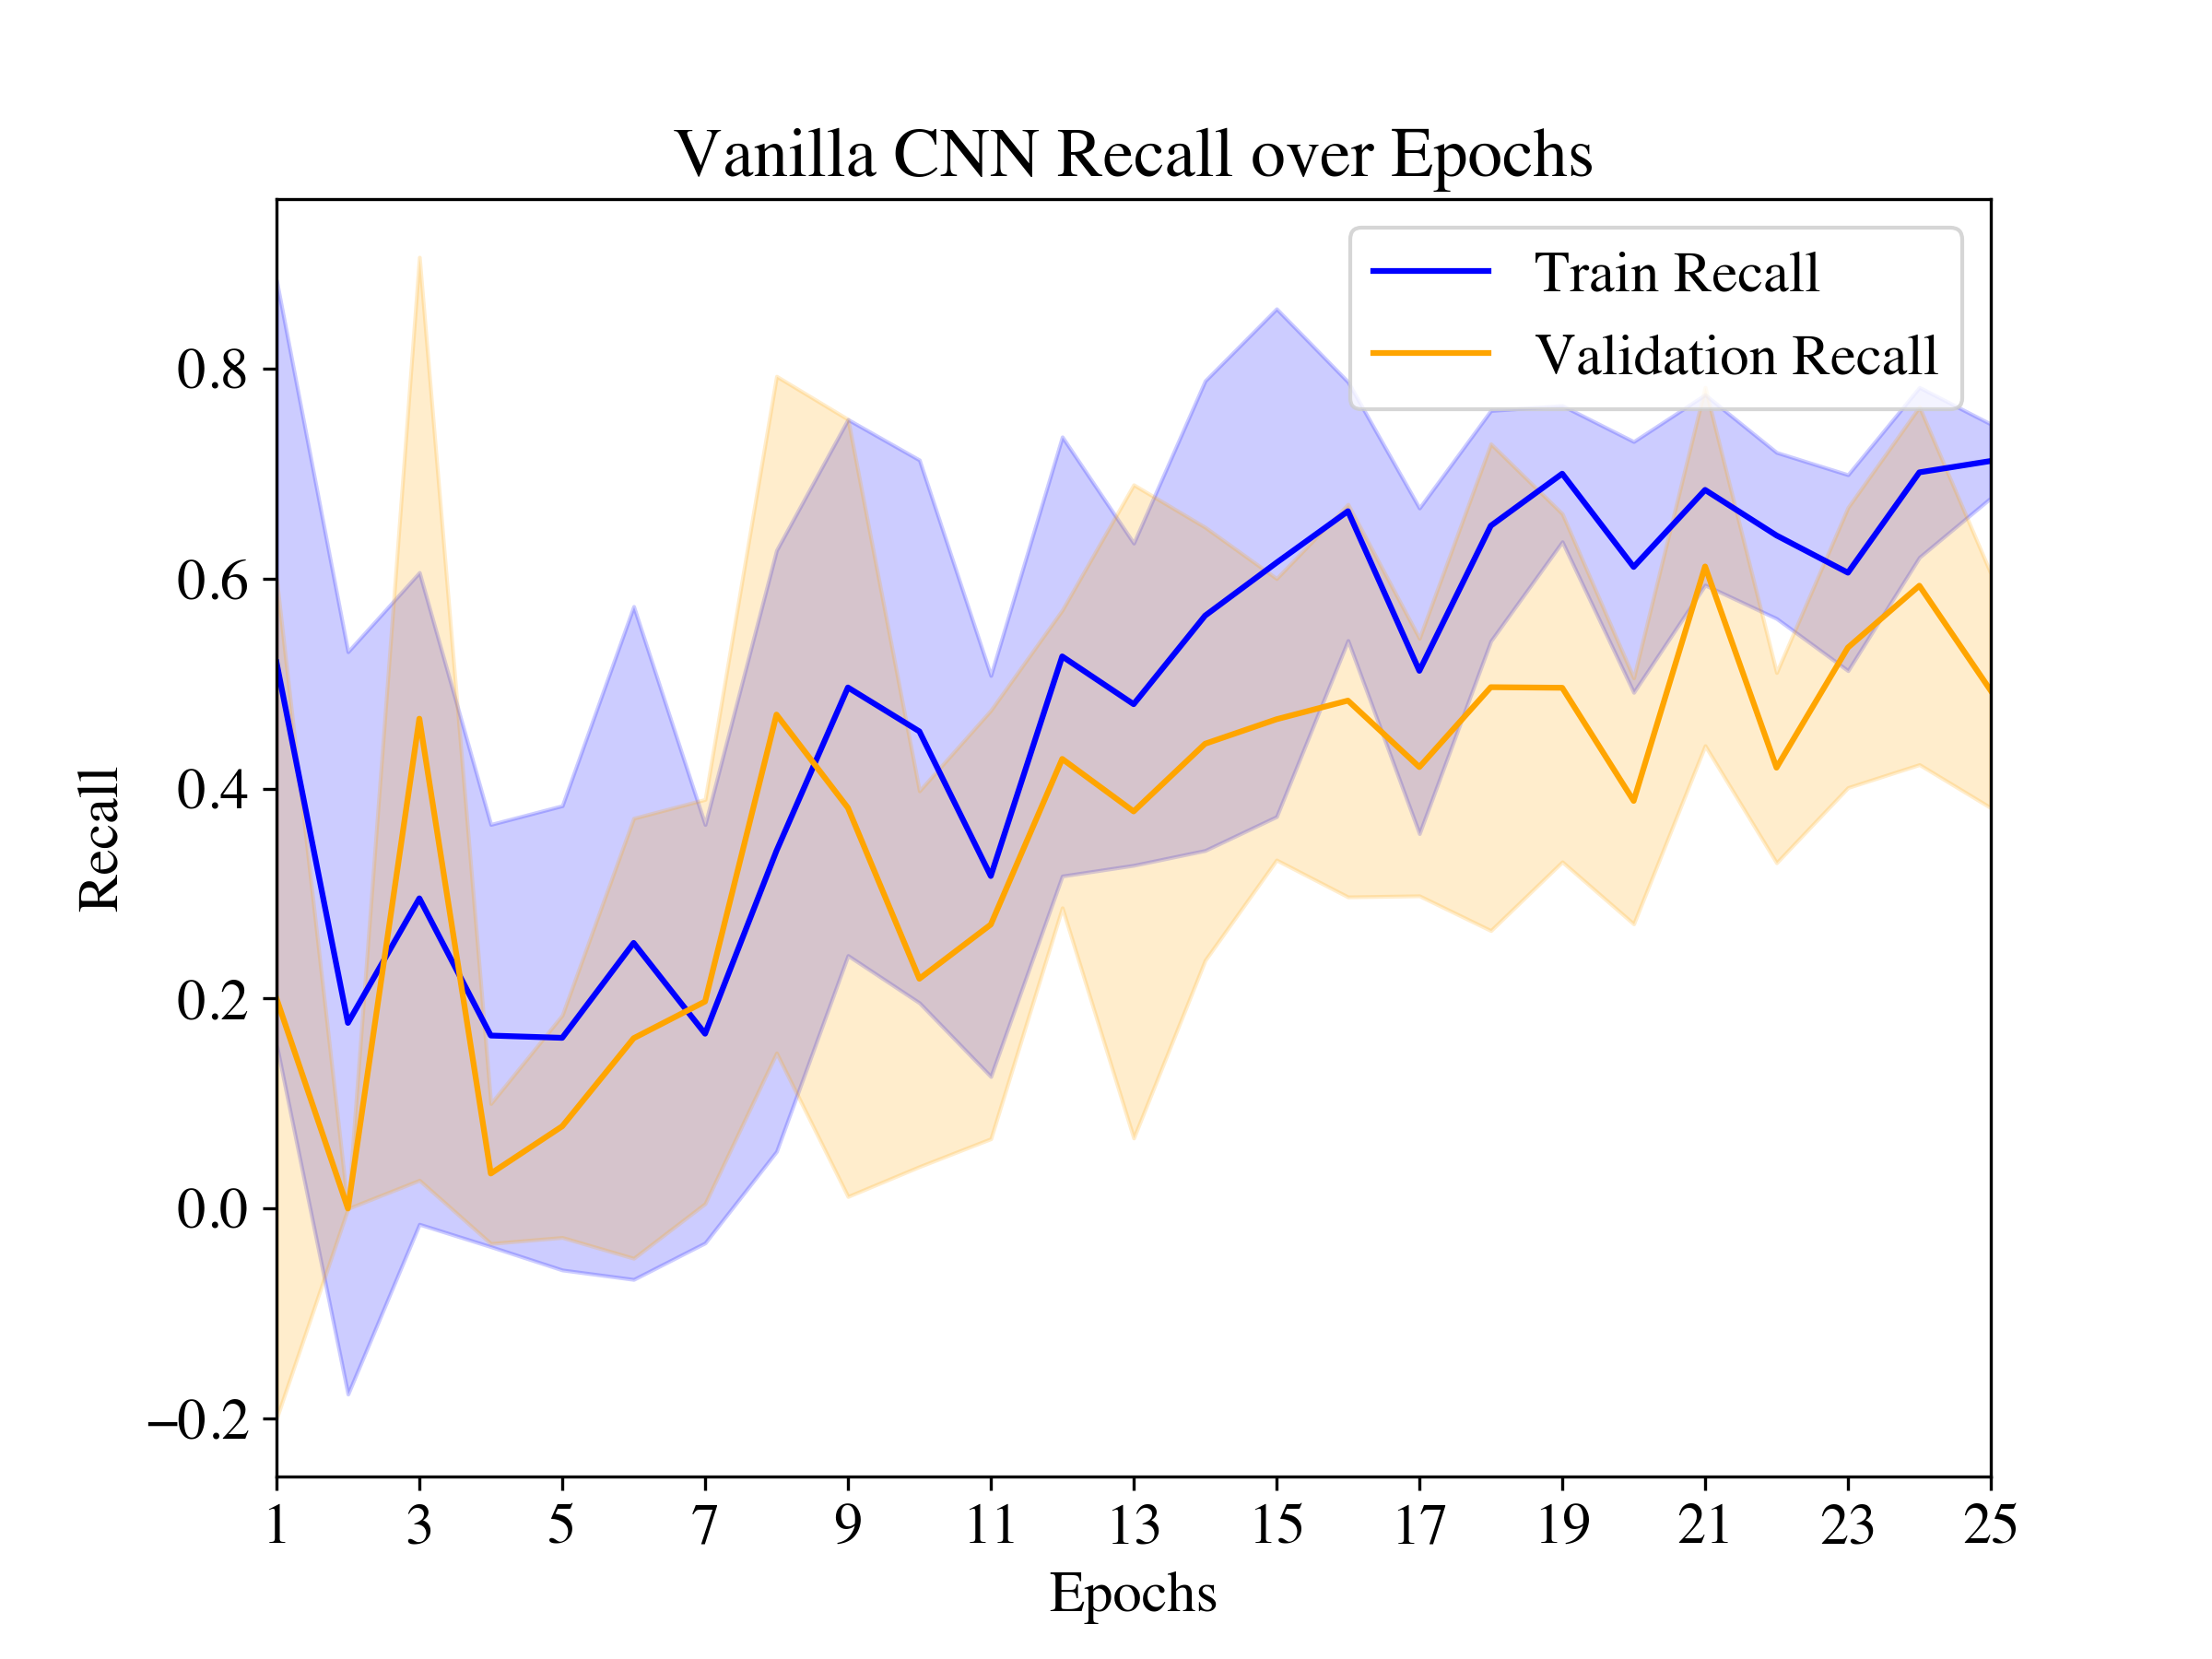 Vanilla CNN Recall over Epochs
Train Recall
Validation Recall
Recall
0.8
0.6
0.4
0.2
0.0
−0.2
1 3 5 7 9 11 13 15 17 19 21 23 25
Epochs